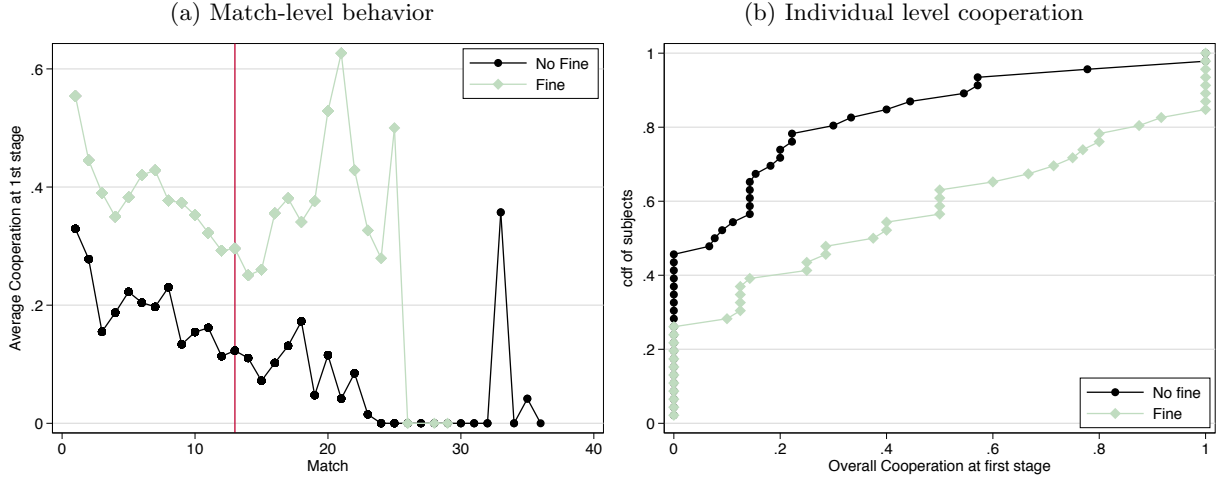 (a) Match-level behavior
Average Cooperation at 1st stage
.6
.4
.2
0
0 10 20 30 40
Match
No Fine
Fine
(b) Individual level cooperation
cdf of subjects
1
.8
.6
.4
.2
0
0 .2 .4 .6 .8 1
Overall Cooperation at first stage
No fine
Fine